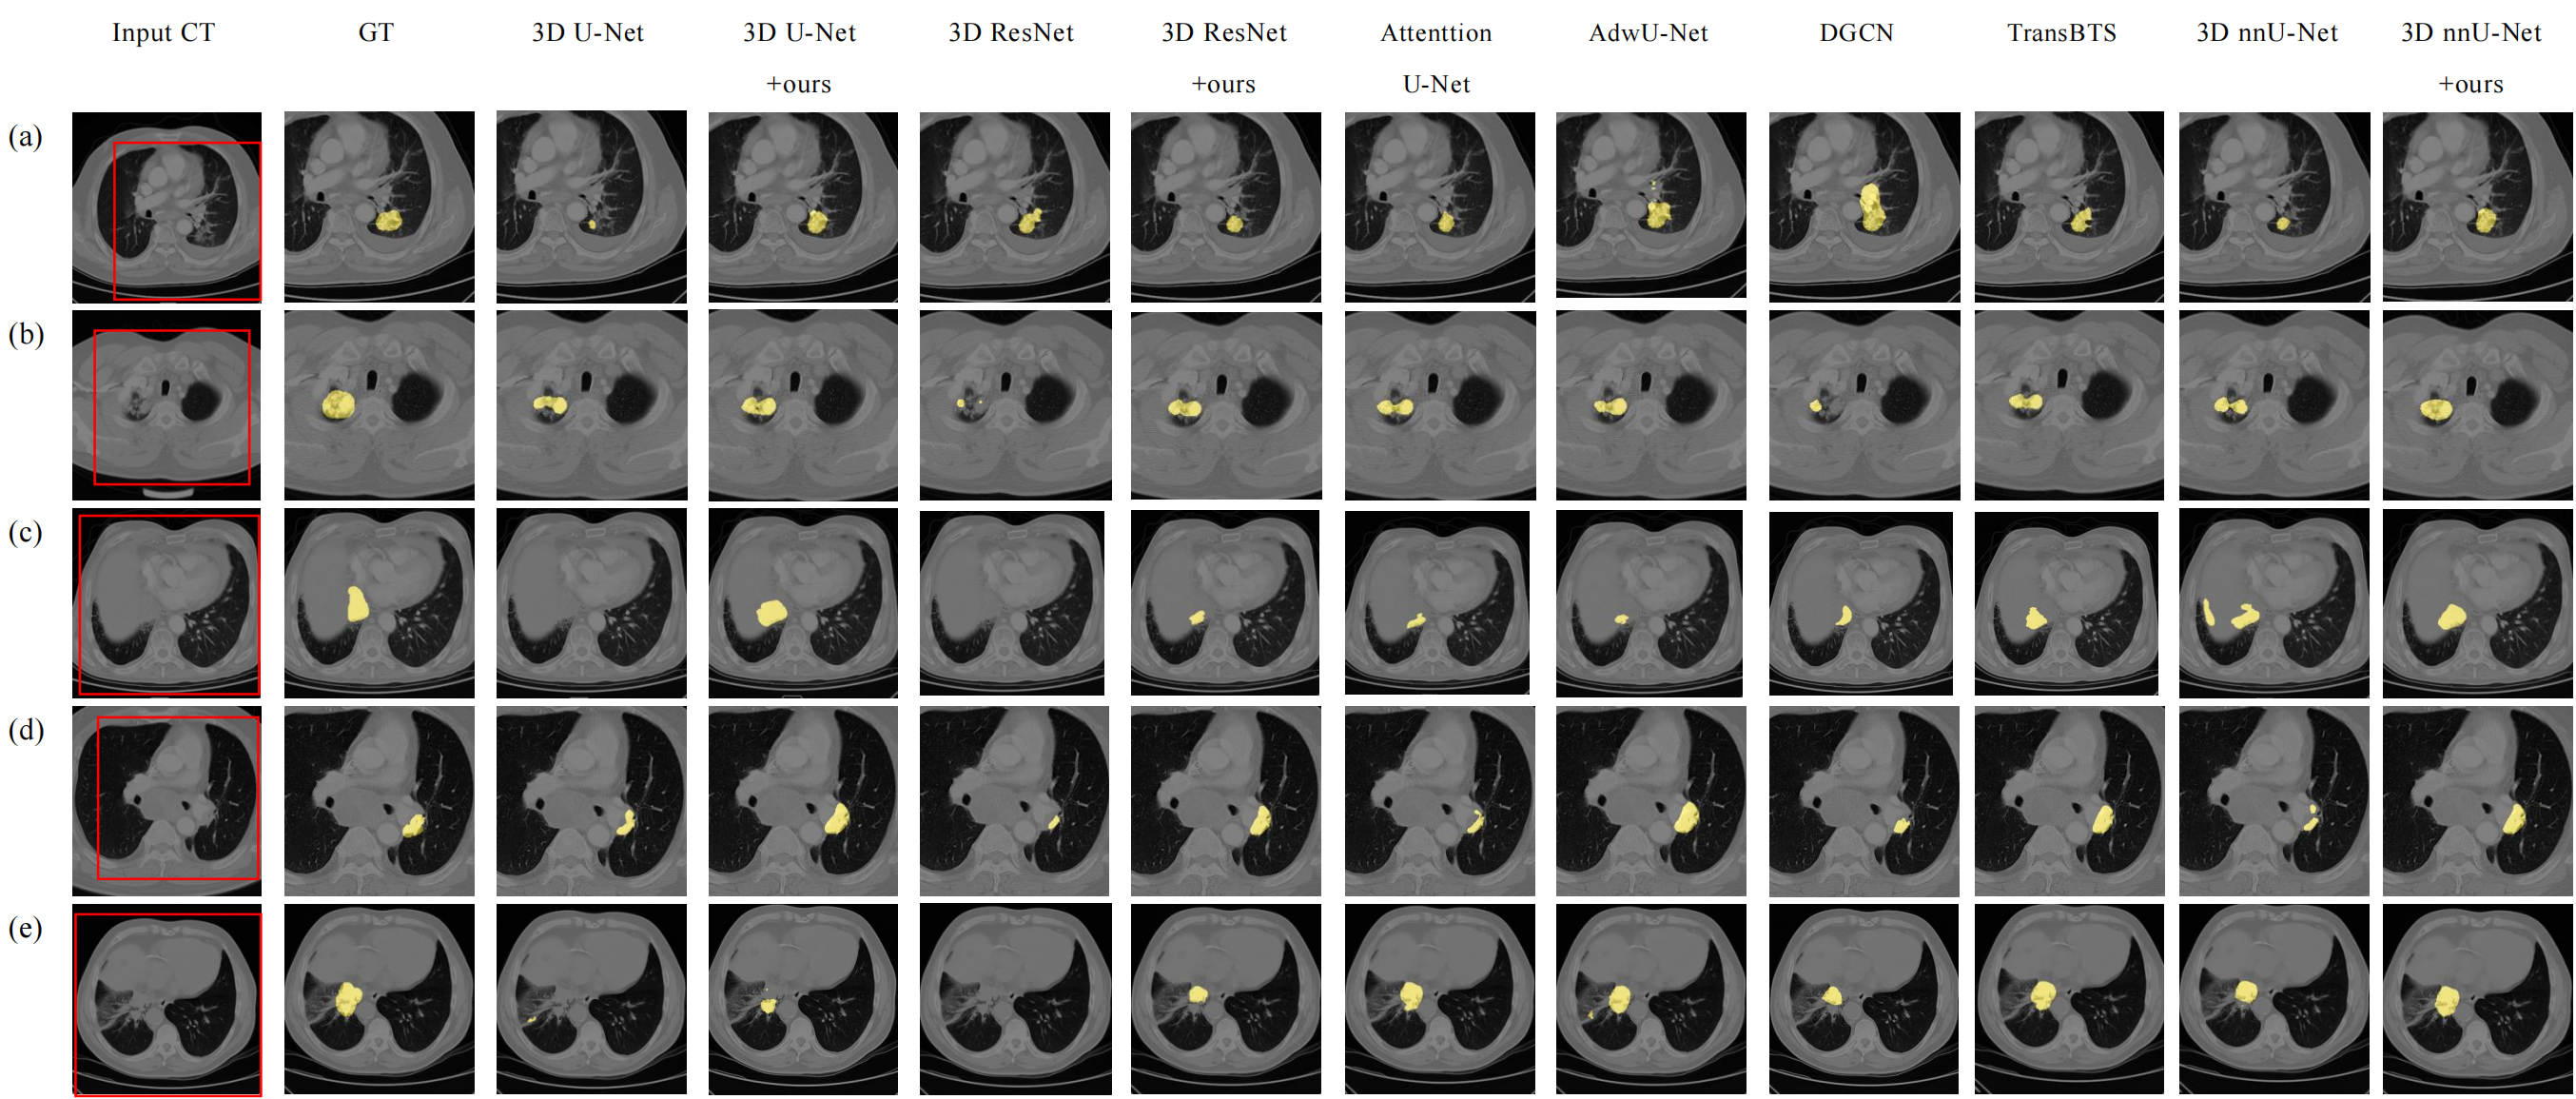 Input CT GT 3D U-Net 3D U-Net 3D ResNet 3D ResNet Attenttion AdwU-Net DGCN TransBTS 3D nnU-Net 3D nnU-Net
+ours +ours U-Net +ours
(a)
(b)
(c)
(d)
(e)